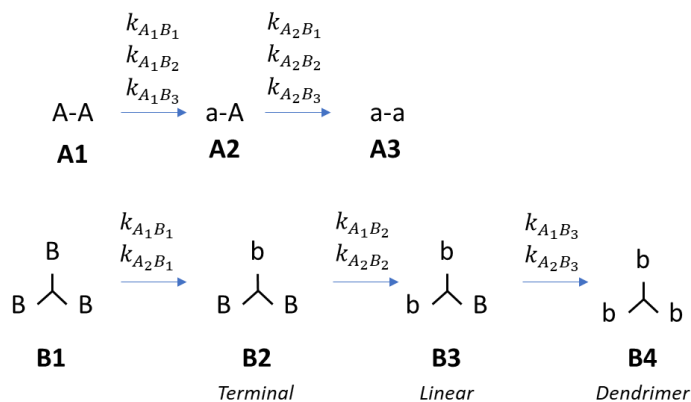 k_{A_1B_1} k_{A_2B_1}
k_{A_1B_2} k_{A_2B_2}
k_{A_1B_3} k_{A_2B_3}
A-A a-A a-a
A1 A2 A3
k_{A_1B_1} k_{A_1B_2} k_{A_1B_3}
k_{A_2B_1} k_{A_2B_2} k_{A_2B_3}
B b b b
B B B B b B b b
B1 B2 B3 B4
Terminal Linear Dendrimer